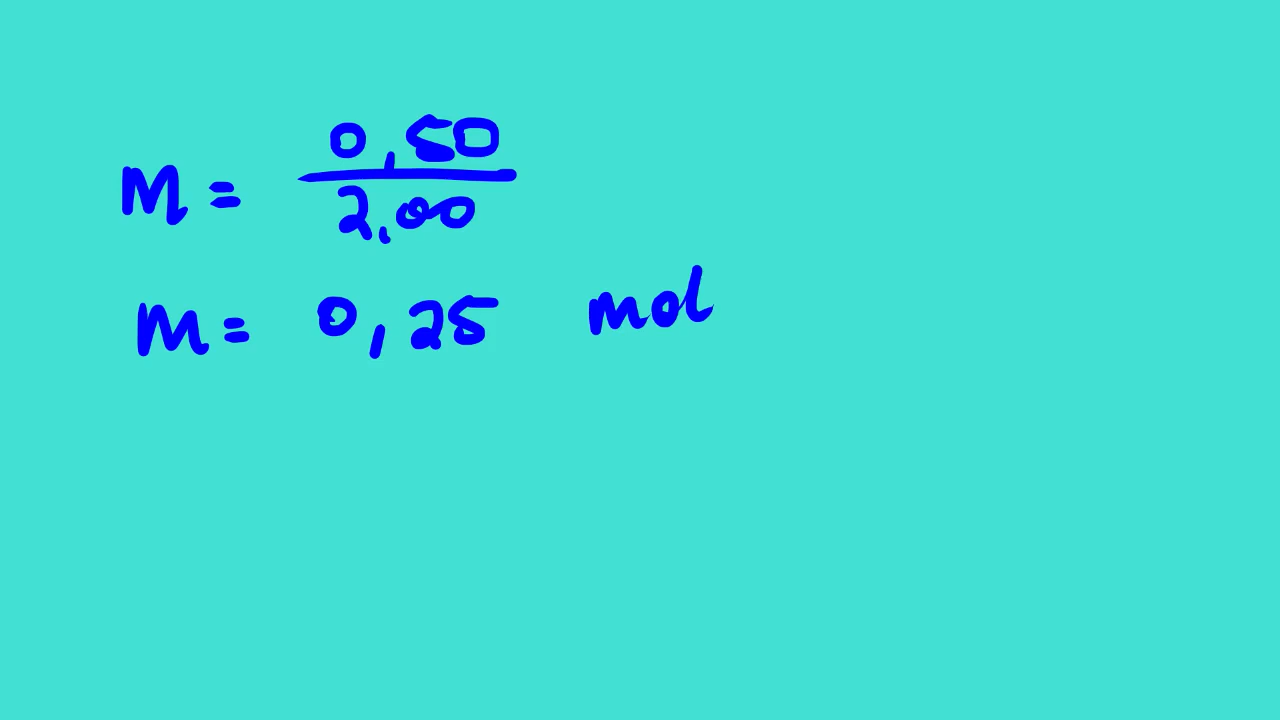 M = 0,50 / 2,00
M = 0,25 mol